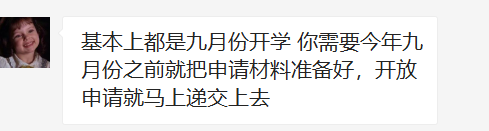 基本上都是九月份开学 你需要今年九
月份之前就把申请材料准备好，开放
申请就马上递交上去